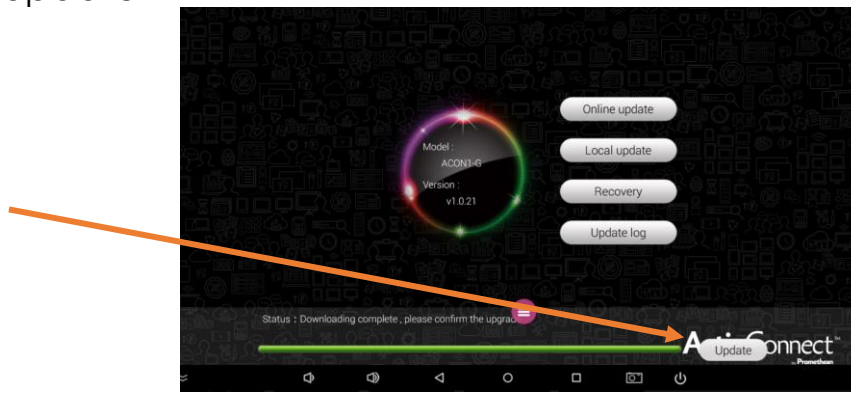 Online update
Model :
Local update
ACON1-G
Version :
Recovery
v1.0.21
Update log
Status : Downloading complete , please confirm the
Update
by Promethean